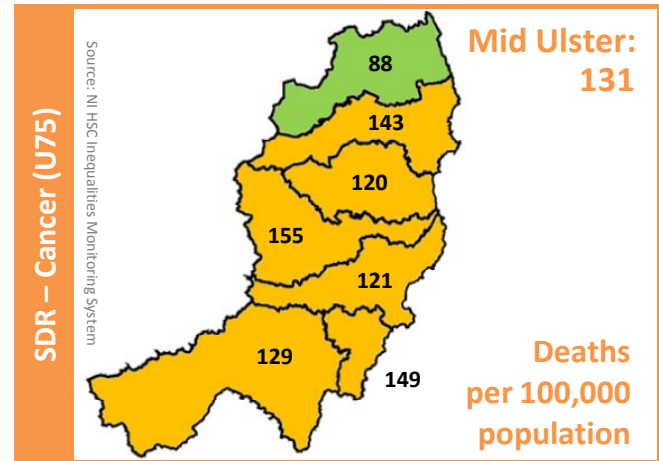 SDR – Cancer (U75)
Source: NI HSC Inequalities Monitoring System
Mid Ulster:
131
88
143
120
155
121
129
149
Deaths
per 100,000
population